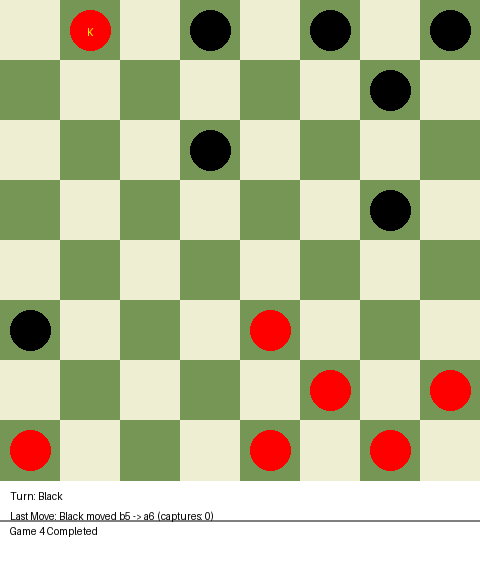 K
Turn: Black
Last Move: Black moved b5 -> a6 (captures: 0)
Game 4 Completed